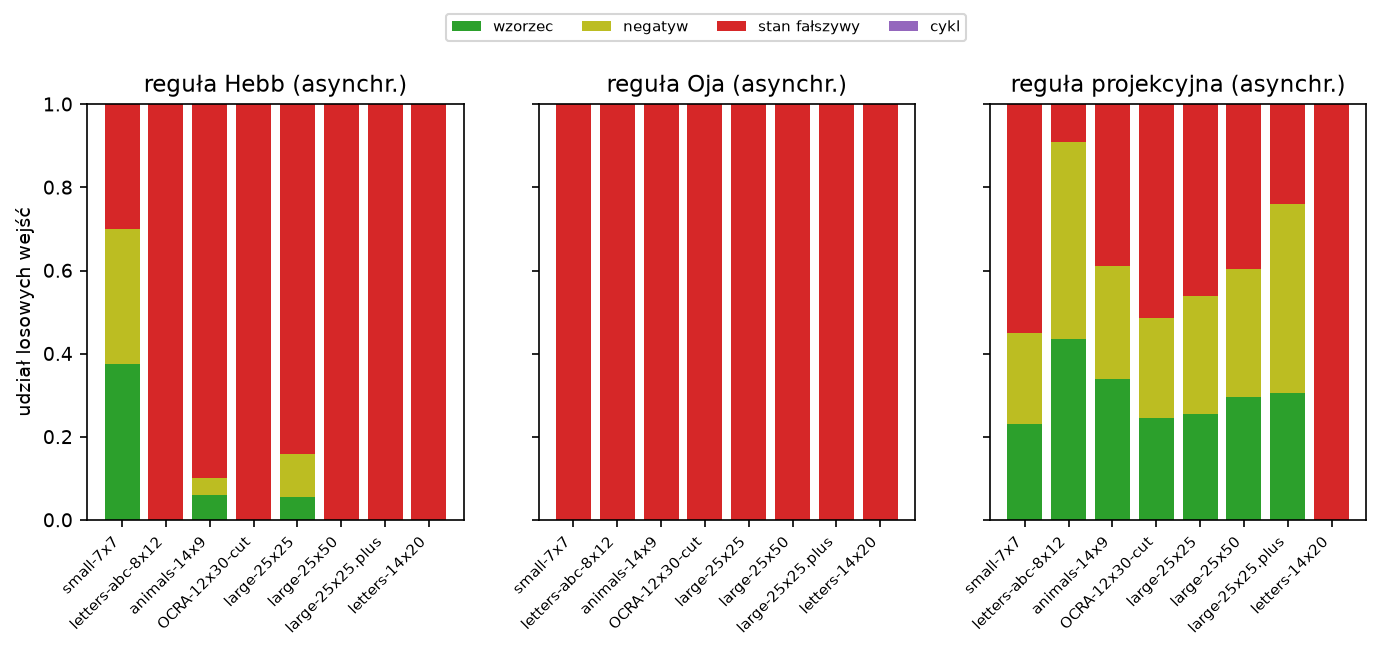 wzorzec negatyw stan fałszywy cykl
reguła Hebb (asynchr.)
reguła Oja (asynchr.)
reguła projekcyjna (asynchr.)
udział losowych wejść
1.0
0.8
0.6
0.4
0.2
0.0
small-7x7
letters-abc-8x12
animals-14x9
OCRA-12x30-cut
large-25x25
large-25x50
large-25x25.plus
letters-14x20
small-7x7
letters-abc-8x12
animals-14x9
OCRA-12x30-cut
large-25x25
large-25x50
large-25x25.plus
letters-14x20
small-7x7
letters-abc-8x12
animals-14x9
OCRA-12x30-cut
large-25x25
large-25x50
large-25x25.plus
letters-14x20